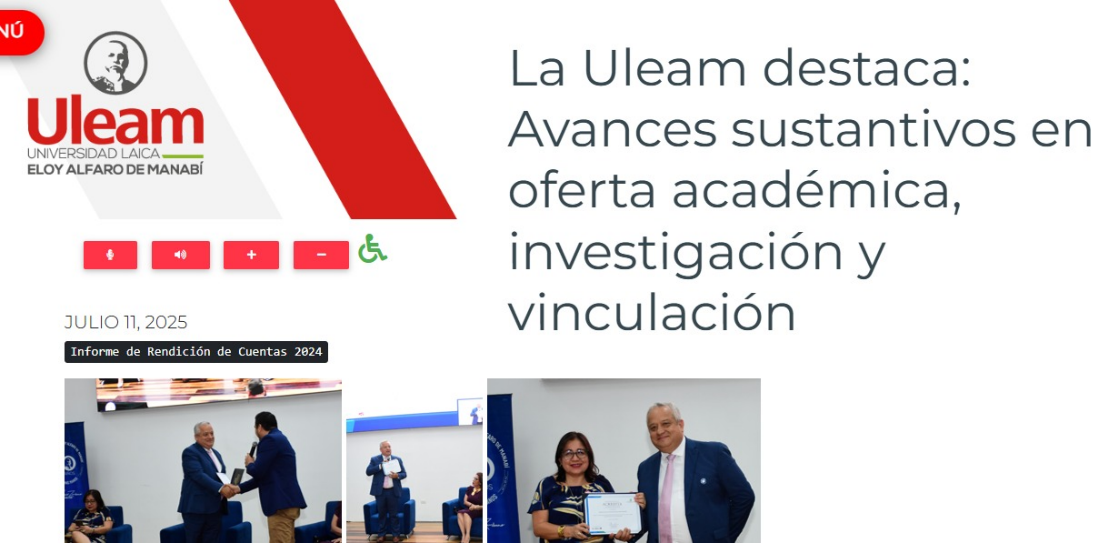 NÚ
Uleam
UNIVERSIDAD LAICA
ELOY ALFARO DE MANABÍ
La Uleam destaca:
Avances sustantivos en
oferta académica,
investigación y
vinculación
JULIO 11, 2025
Informe de Rendición de Cuentas 2024